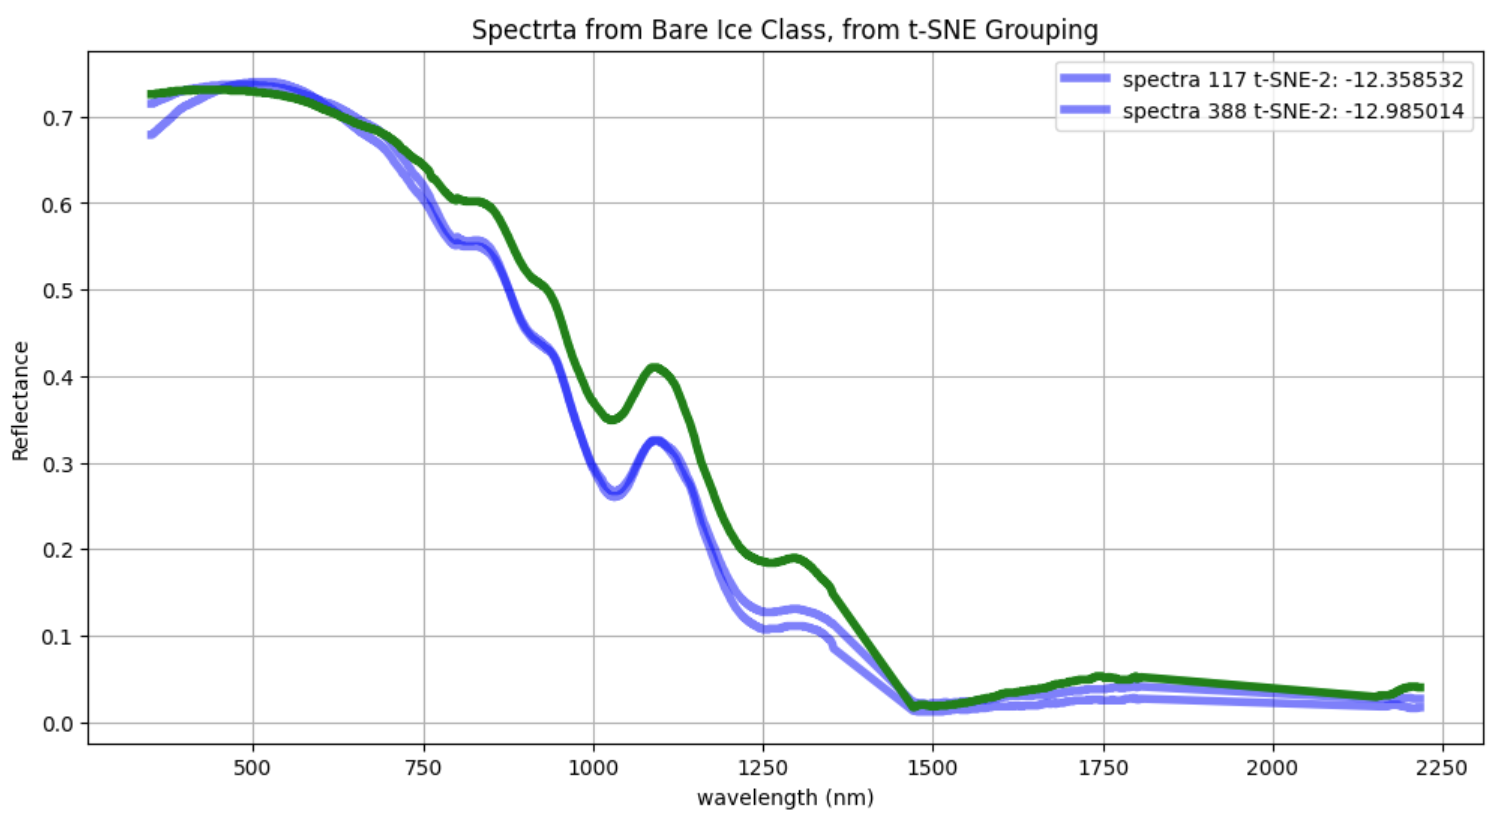 Spectrta from Bare Ice Class, from t-SNE Grouping
spectra 117 t-SNE-2: -12.358532
spectra 388 t-SNE-2: -12.985014
Reflectance
0.7
0.6
0.5
0.4
0.3
0.2
0.1
0.0
500 750 1000 1250 1500 1750 2000 2250
wavelength (nm)